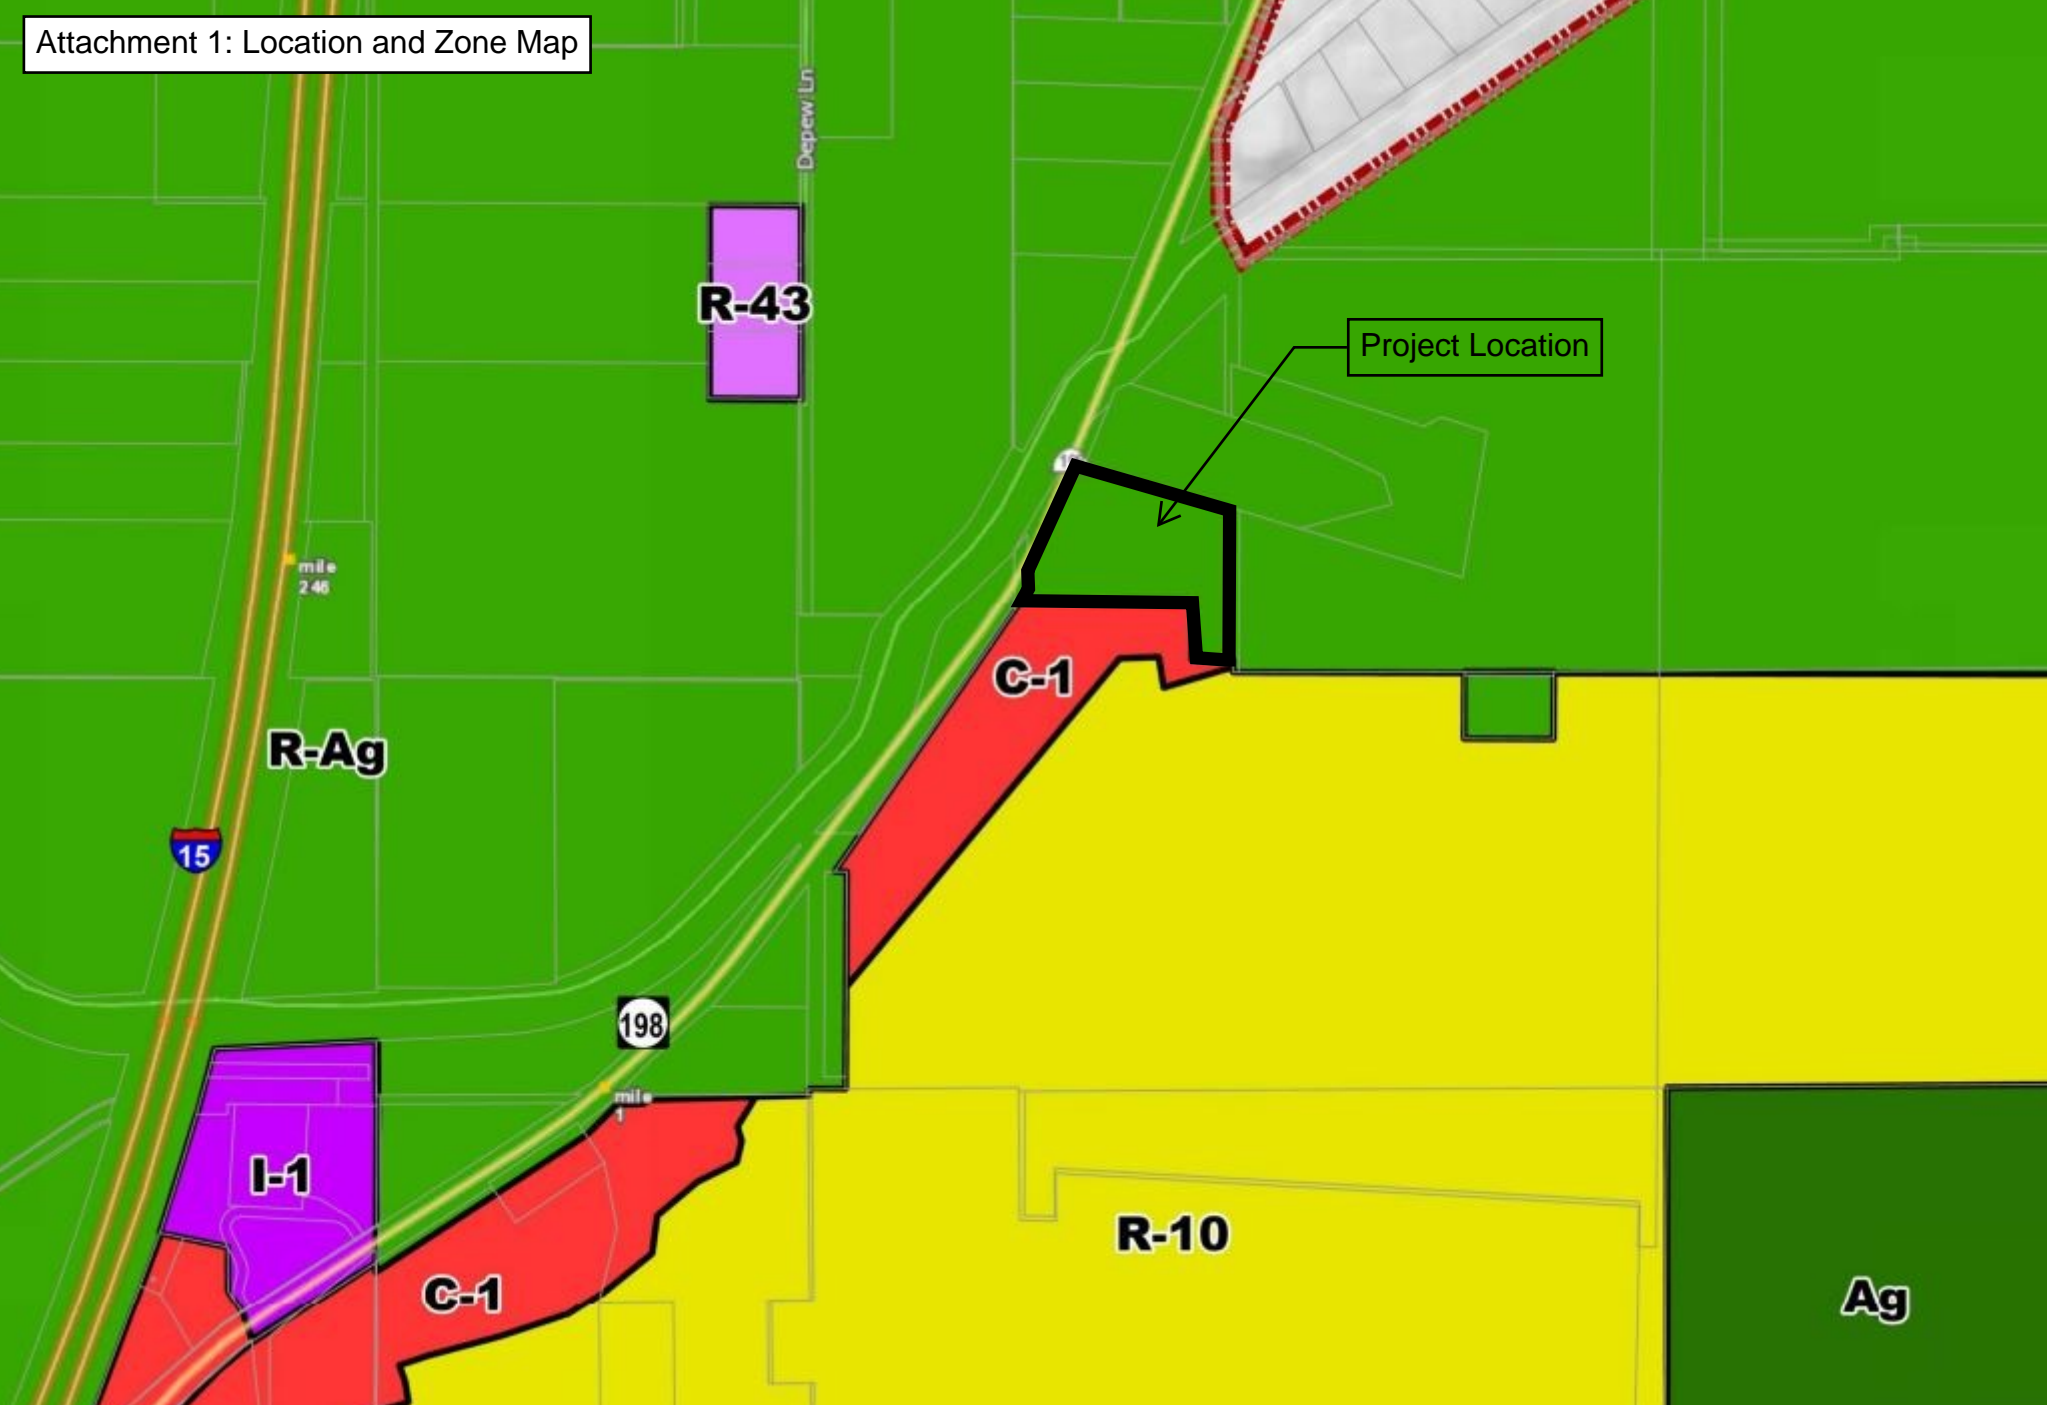 Attachment 1: Location and Zone Map
Depew Ln
R-43
Project Location
mile
246
C-1
R-Ag
15
198
mile
1
I-1
R-10
C-1
Ag